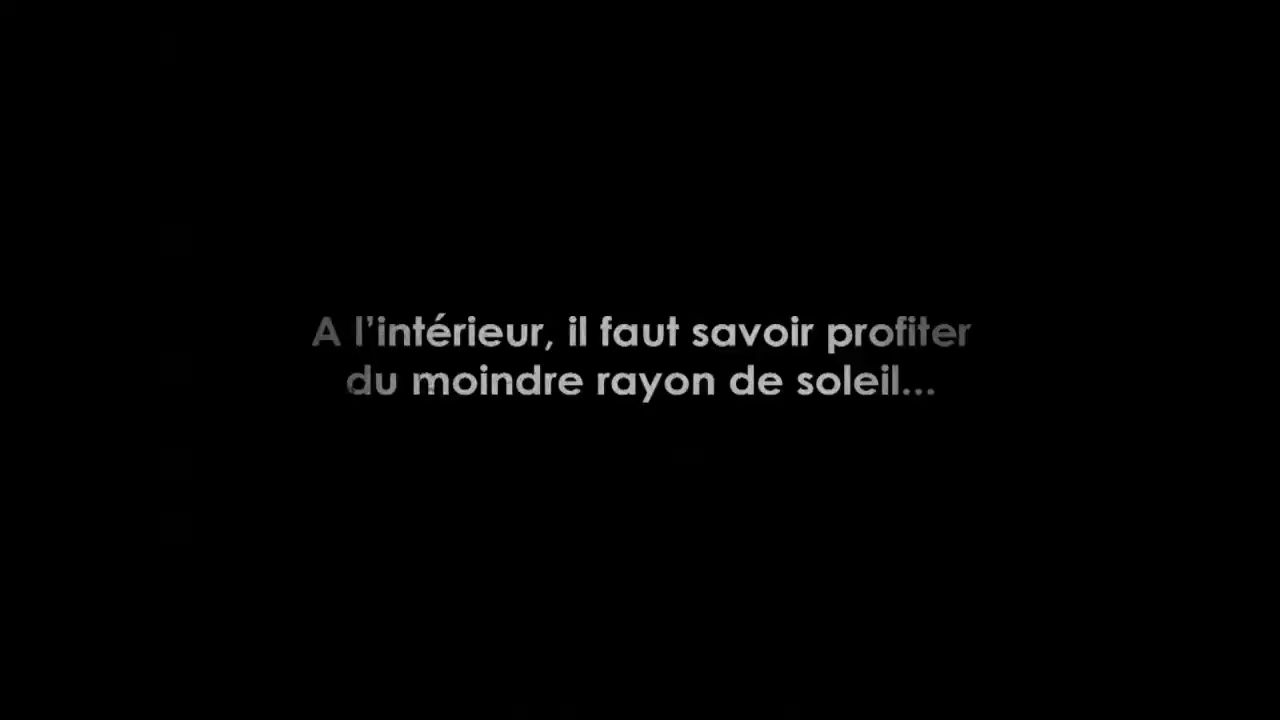 A l’intérieur, il faut savoir profiter
du moindre rayon de soleil...